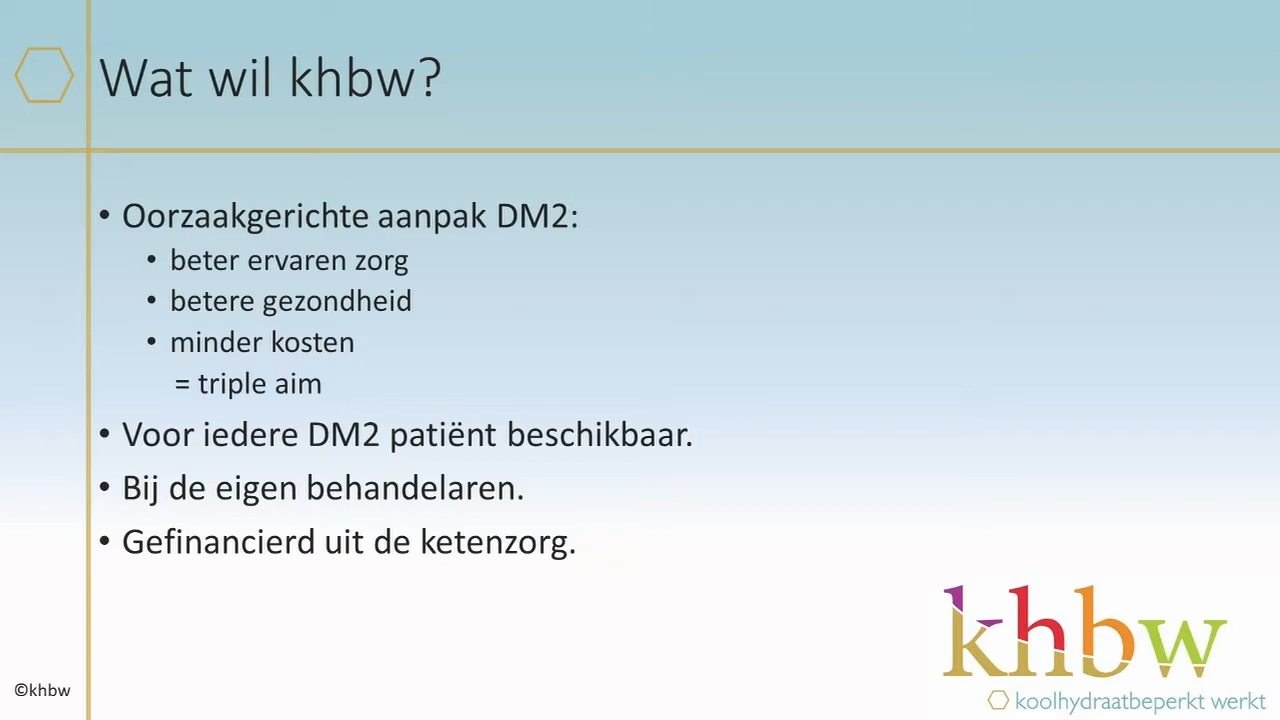 Wat wil khbw?
• Oorzaakgerichte aanpak DM2:
• beter ervaren zorg
• betere gezondheid
• minder kosten
= triple aim
• Voor iedere DM2 patiënt beschikbaar.
• Bij de eigen behandelaren.
• Gefinancierd uit de ketenzorg.
khbw
koolhydraatbeperkt werkt
©khbw